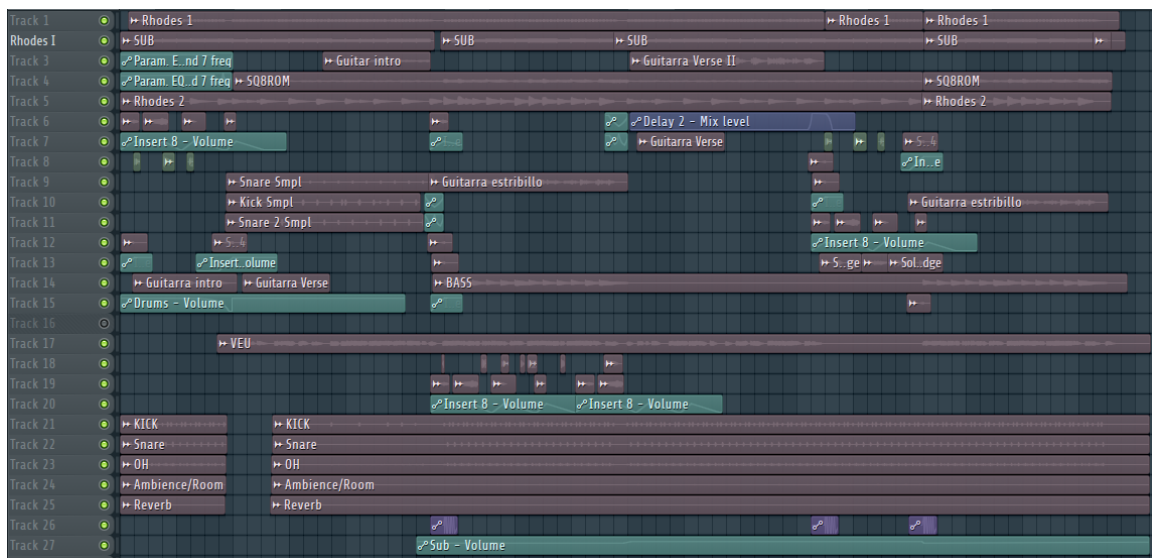 Track 1 Rhodes 1 Rhodes 1 Rhodes 1
Rhodes I SUB SUB SUB SUB
Track 3 Param. E..nd 7 freq Guitar intro Guitarra Verse II
Track 4 Param. EQ..d 7 freq SQ8ROM SQ8ROM
Track 5 Rhodes 2 Rhodes 2
Track 6 Delay 2 - Mix level
Track 7 Insert 8 - Volume Guitarra Verse S..4
Track 8 In..e
Track 9 Snare Smpl Guitarra estribillo
Track 10 Kick Smpl Guitarra estribillo
Track 11 Snare 2 Smpl
Track 12 S..4 Insert 8 - Volume
Track 13 Insert..olume S..ge Sol..dge
Track 14 Guitarra intro Guitarra Verse BASS
Track 15 Drums - Volume
Track 16
Track 17 VEU
Track 18
Track 19
Track 20 Insert 8 - Volume Insert 8 - Volume
Track 21 KICK KICK
Track 22 Snare Snare
Track 23 OH OH
Track 24 Ambience/Room Ambience/Room
Track 25 Reverb Reverb
Track 26
Track 27 Sub - Volume